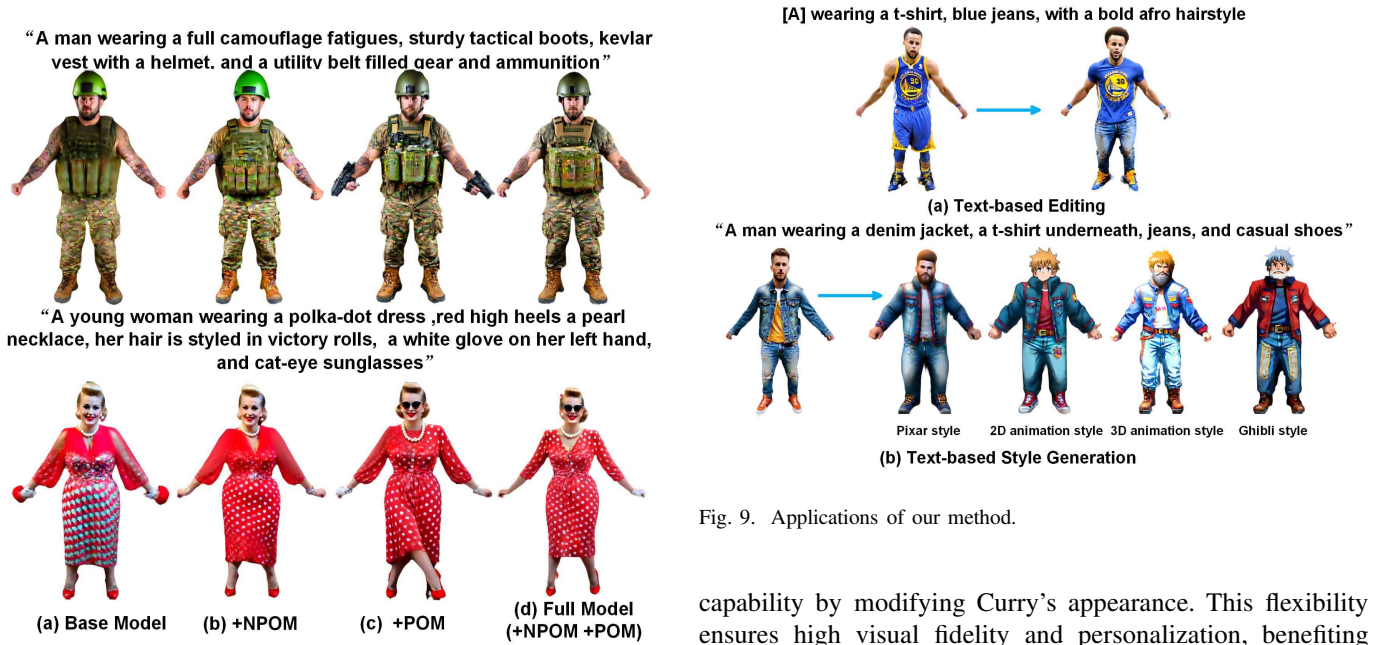 “A man wearing a full camouflage fatigues, sturdy tactical boots, kevlar
vest with a helmet, and a utility belt filled gear and ammunition”
“A young woman wearing a polka-dot dress ,red high heels a pearl
necklace, her hair is styled in victory rolls, a white glove on her left hand,
and cat-eye sunglasses”
(a) Base Model
(b) +NPOM
(c) +POM
(d) Full Model
(+NPOM +POM)
[A] wearing a t-shirt, blue jeans, with a bold afro hairstyle
30
30
(a) Text-based Editing
“A man wearing a denim jacket, a t-shirt underneath, jeans, and casual shoes”
Pixar style
2D animation style
3D animation style
Ghibli style
(b) Text-based Style Generation
Fig. 9. Applications of our method.
capability by modifying Curry’s appearance. This flexibility
ensures high visual fidelity and personalization, benefiting